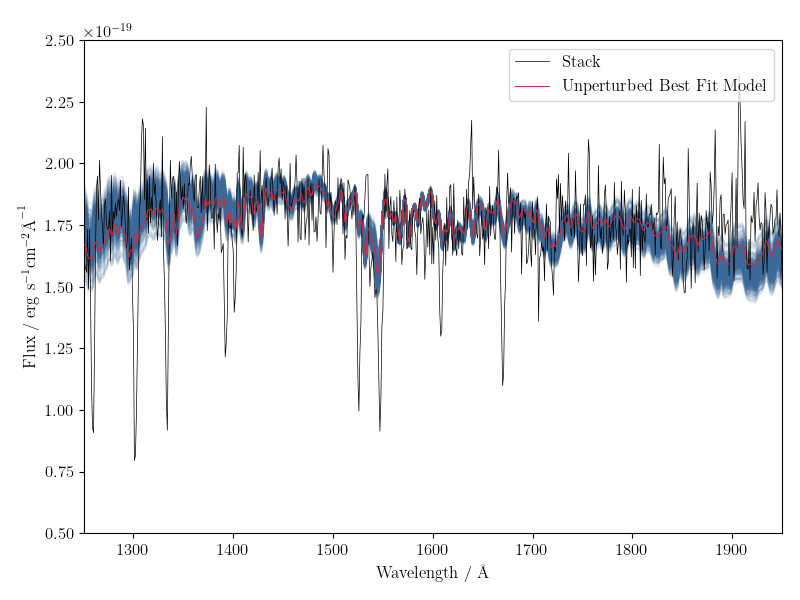 ×10⁻¹⁹
2.50
2.25
2.00
1.75
1.50
1.25
1.00
0.75
0.50
Flux / erg s⁻¹cm⁻²Å⁻¹
Stack
Unperturbed Best Fit Model
1300 1400 1500 1600 1700 1800 1900
Wavelength / Å